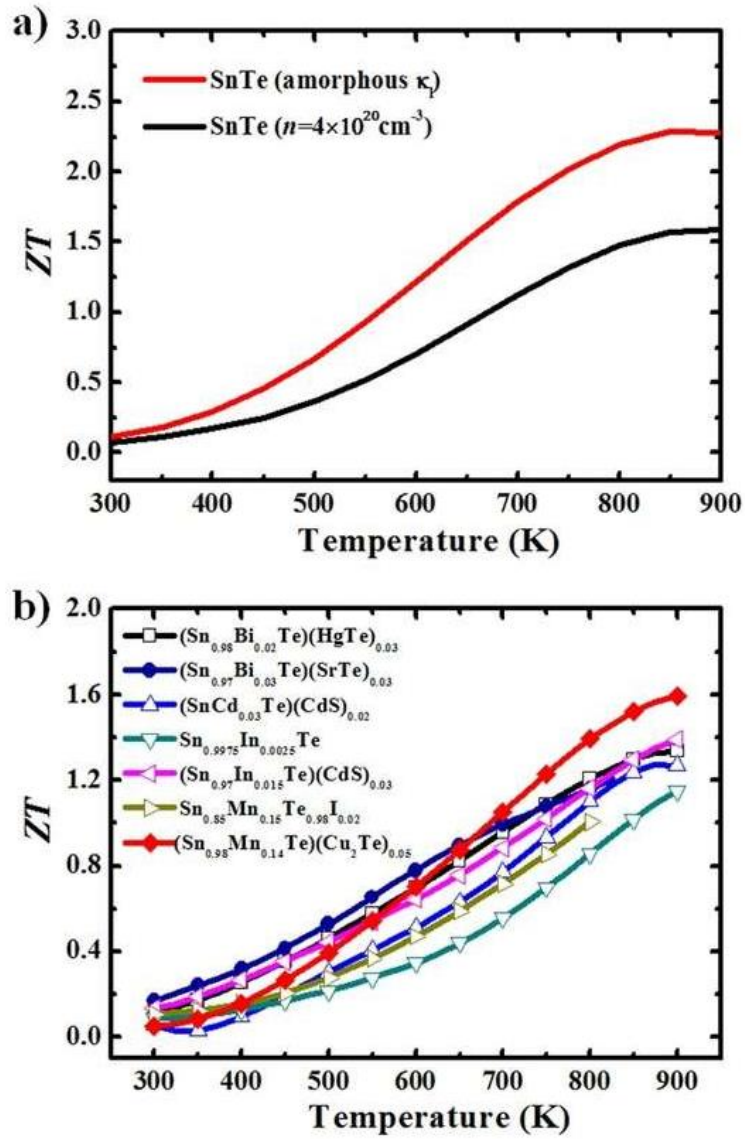 a)
3.0
2.5
2.0
1.5
1.0
0.5
0.0
ZT
SnTe (amorphous κₗ)
SnTe (n=4×10²⁰cm⁻³)
300 400 500 600 700 800 900
Temperature (K)
b)
2.0
1.6
1.2
0.8
0.4
0.0
ZT
(Sn₀.₉₈Bi₀.₀₂Te)(HgTe)₀.₀₃
(Sn₀.₉₇Bi₀.₀₃Te)(SrTe)₀.₀₃
(SnCd₀.₀₃Te)(CdS)₀.₀₂
Sn₀.₉₉₇₅In₀.₀₀₂₅Te
(Sn₀.₉₇In₀.₀₁₅Te)(CdS)₀.₀₃
Sn₀.₈₅Mn₀.₁₅Te₀.₉₈I₀.₀₂
(Sn₀.₉₈Mn₀.₁₄Te)(Cu₂Te)₀.₀₅
300 400 500 600 700 800 900
Temperature (K)